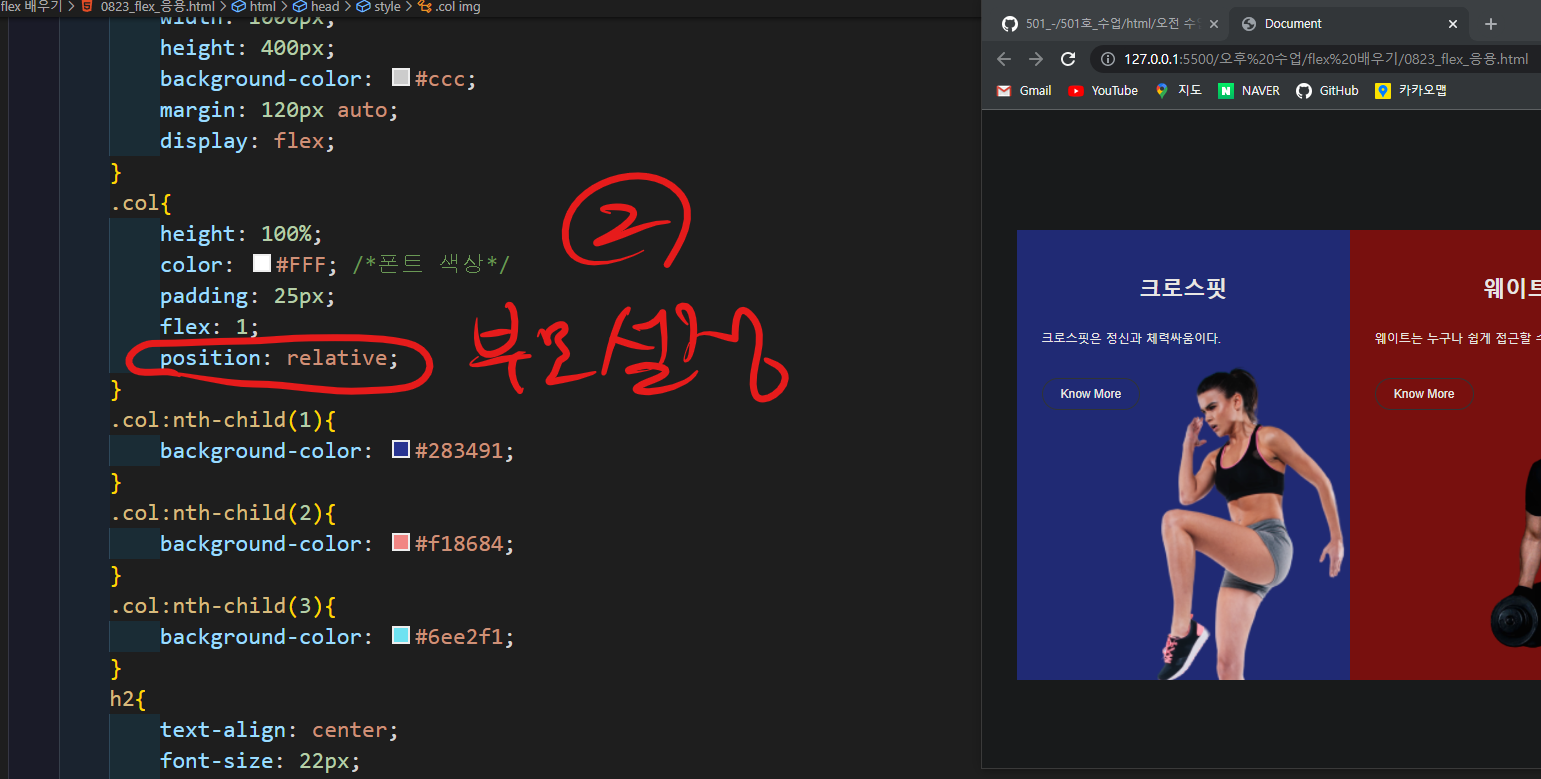 flex 배우기 > 0823_flex_응용.html > html > head > style > .col img
width: 1000px;
height: 400px;
background-color: #ccc;
margin: 120px auto;
display: flex;
}
.col{
height: 100%;
color: #FFF; /*폰트 색상*/
padding: 25px;
flex: 1;
position: relative;
}
.col:nth-child(1){
background-color: #283491;
}
.col:nth-child(2){
background-color: #f18684;
}
.col:nth-child(3){
background-color: #6ee2f1;
}
h2{
text-align: center;
font-size: 22px;
②
부모설정
501_-/501호_수업/html/오전 수
Document
127.0.0.1:5500/오후%20수업/flex%20배우기/0823_flex_응용.html
Gmail YouTube 지도 NAVER GitHub 카카오맵
크로스핏
크로스핏은 정신과 체력싸움이다.
Know More
웨이트
웨이트는 누구나 쉽게 접근할
Know More